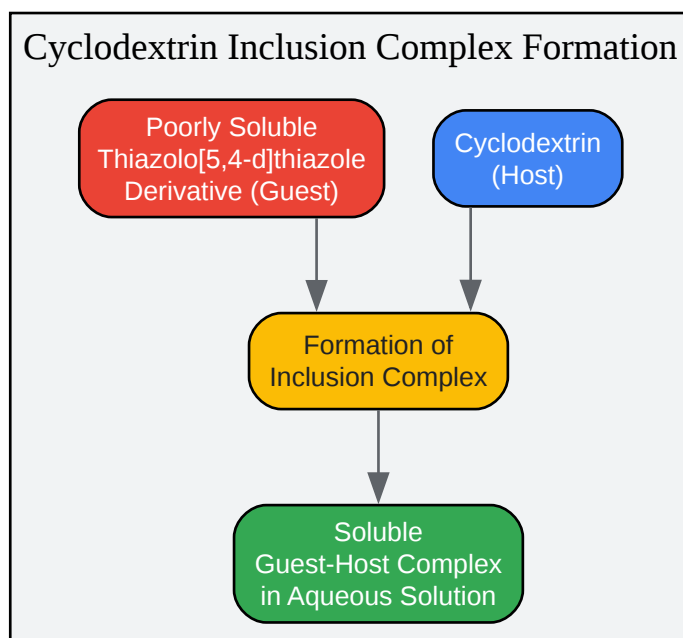 Cyclodextrin Inclusion Complex Formation
Poorly Soluble
Thiazolo[5,4-d]thiazole
Derivative (Guest)
Cyclodextrin
(Host)
Formation of
Inclusion Complex
Soluble
Guest-Host Complex
in Aqueous Solution